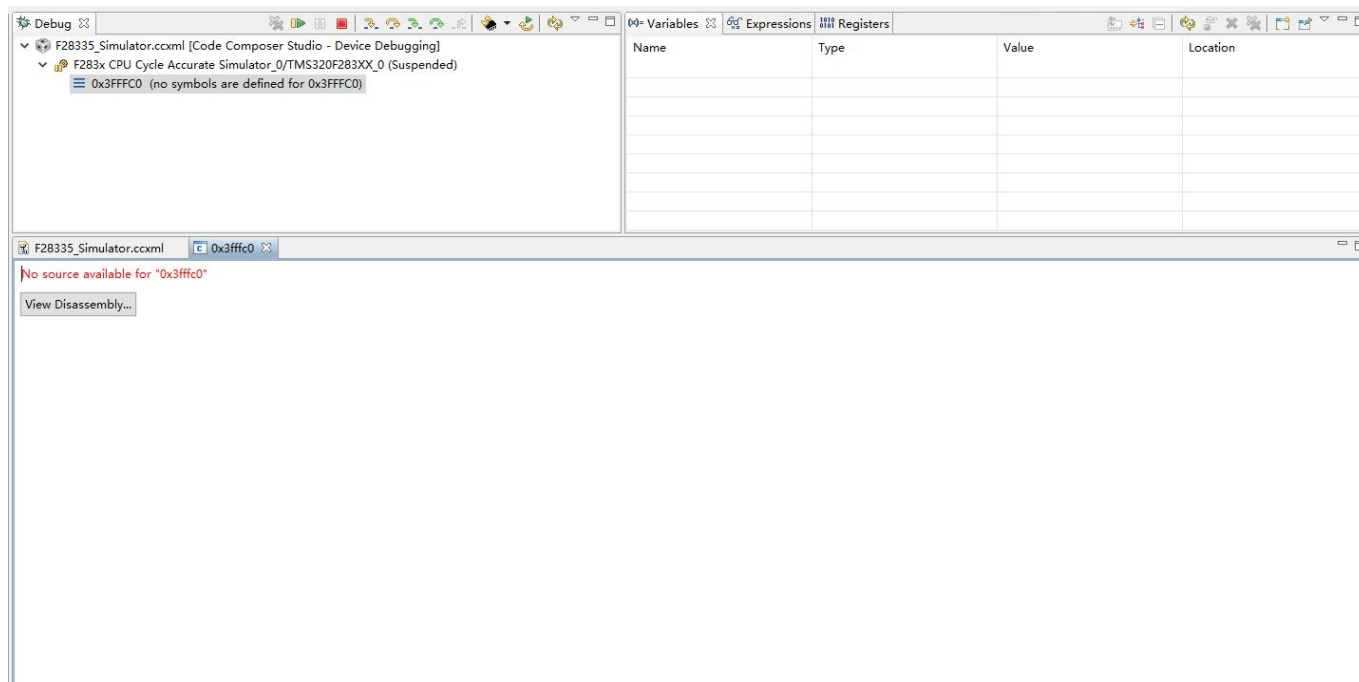 Debug
F28335_Simulator.ccxml [Code Composer Studio - Device Debugging]
F283x CPU Cycle Accurate Simulator_0/TMS320F283XX_0 (Suspended)
0x3FFFC0 (no symbols are defined for 0x3FFFC0)
(x)= Variables Expressions Registers
Name Type Value Location
F28335_Simulator.ccxml 0x3fffc0
No source available for "0x3fffc0"
View Disassembly...